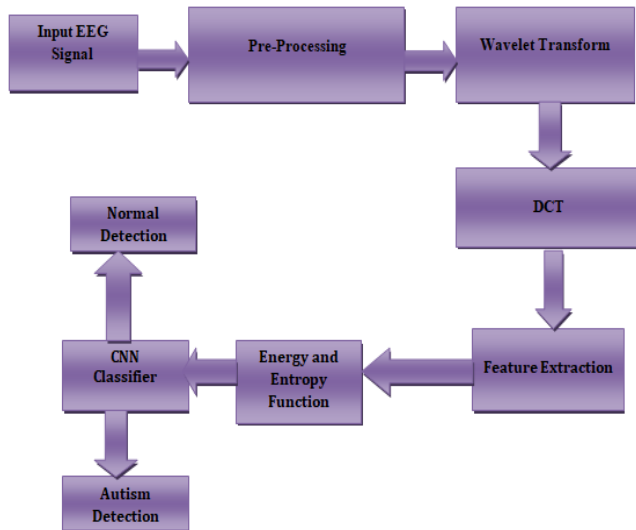 Input EEG
Signal
Pre-Processing
Wavelet Transform
DCT
Feature Extraction
Energy and
Entropy
Function
CNN
Classifier
Normal
Detection
Autism
Detection